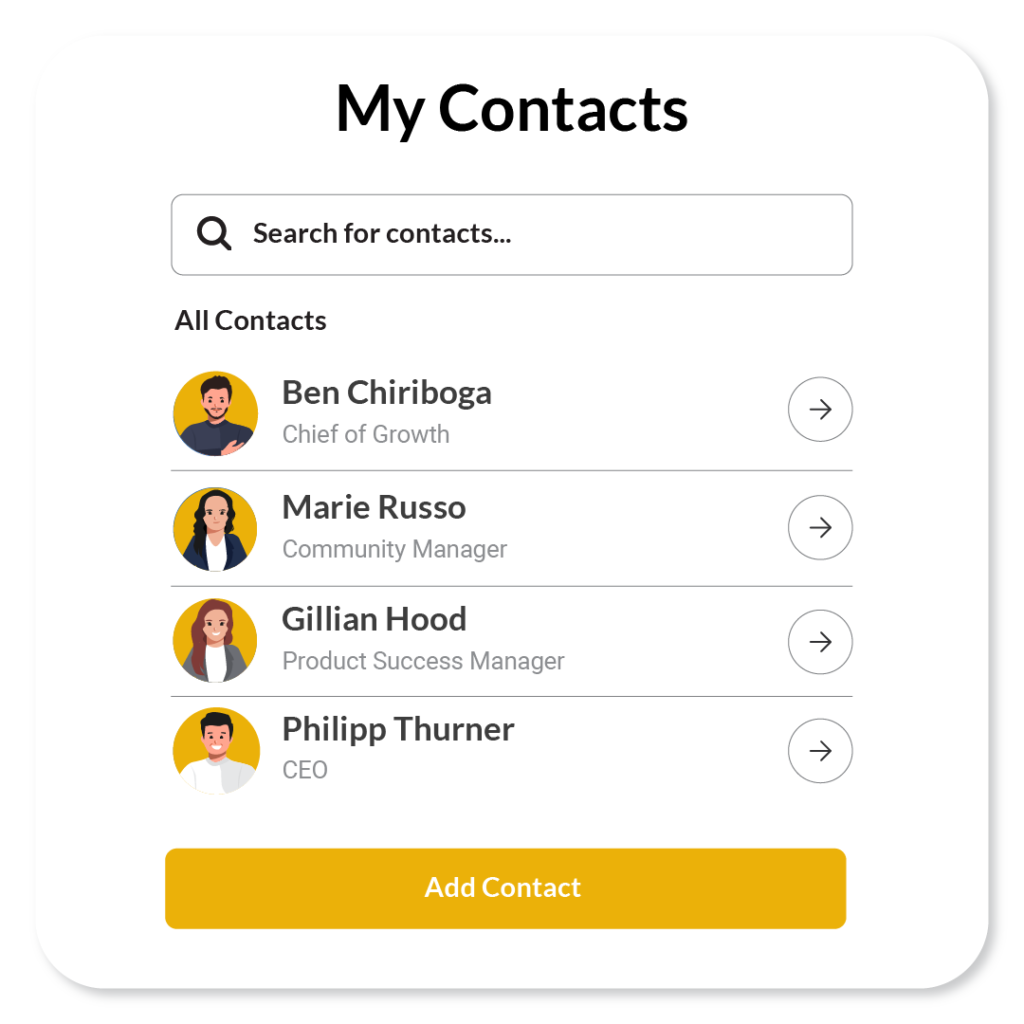 My Contacts
Search for contacts...
All Contacts
Ben Chiriboga
Chief of Growth
Marie Russo
Community Manager
Gillian Hood
Product Success Manager
Philipp Thurner
CEO
Add Contact